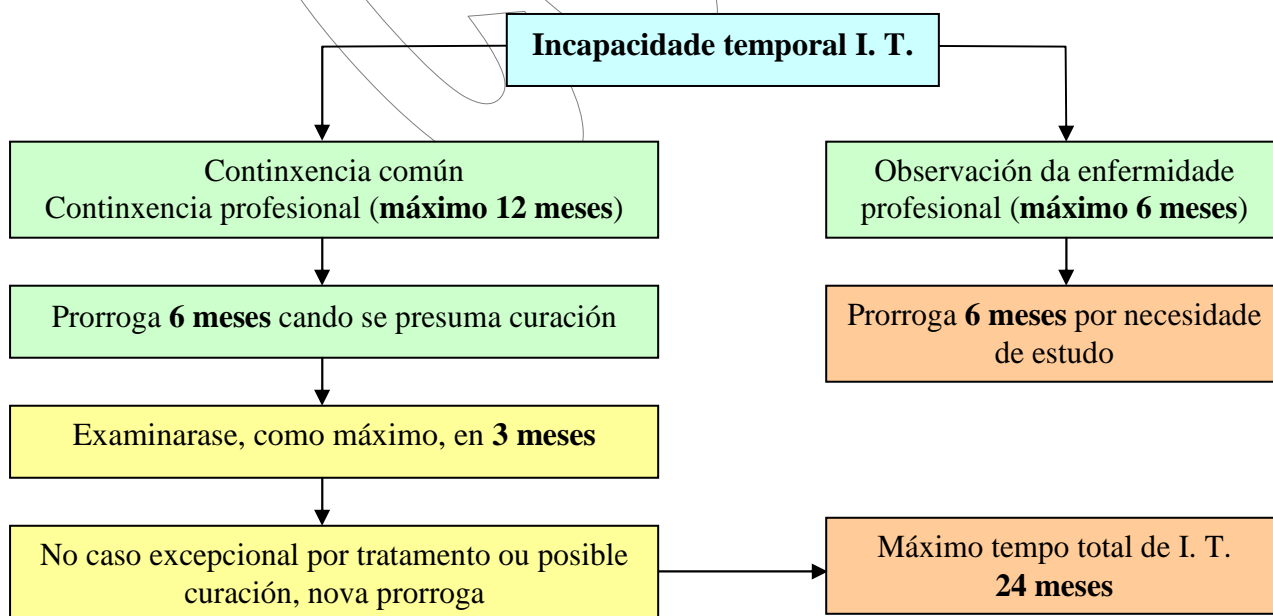 Incapacidade temporal I. T.
Continxencia común
Continxencia profesional (máximo 12 meses)
Prorroga 6 meses cando se presuma curación
Examinarase, como máximo, en 3 meses
No caso excepcional por tratamento ou posible
curación, nova prorroga
Observación da enfermidade
profesional (máximo 6 meses)
Prorroga 6 meses por necesidade
de estudo
Máximo tempo total de I. T.
24 meses